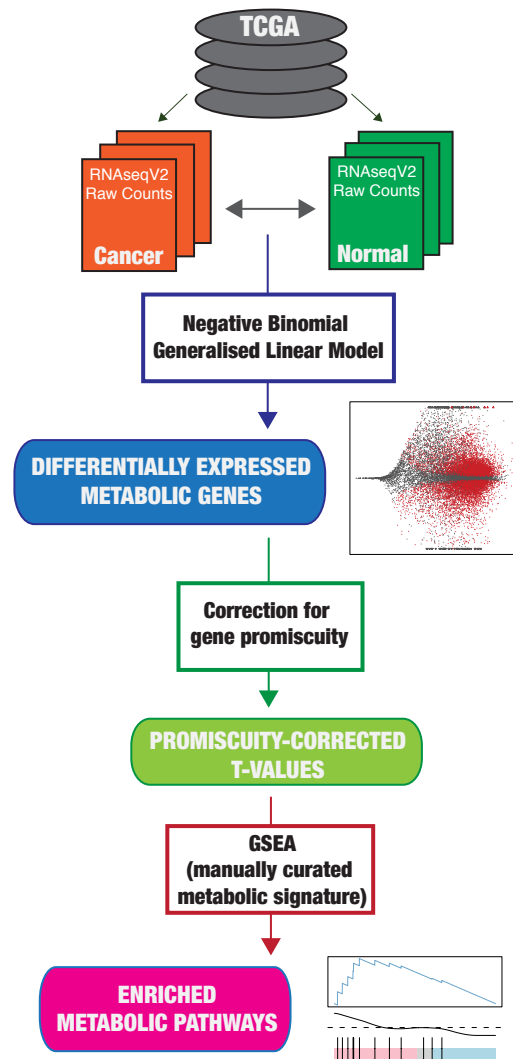 TCGA
RNAseqV2
Raw Counts
Cancer
RNAseqV2
Raw Counts
Normal
Negative Binomial
Generalised Linear Model
DIFFERENTIALLY EXPRESSED
METABOLIC GENES
Correction for
gene promiscuity
PROMISCUITY-CORRECTED
T-VALUES
GSEA
(manually curated
metabolic signature)
ENRICHED
METABOLIC PATHWAYS